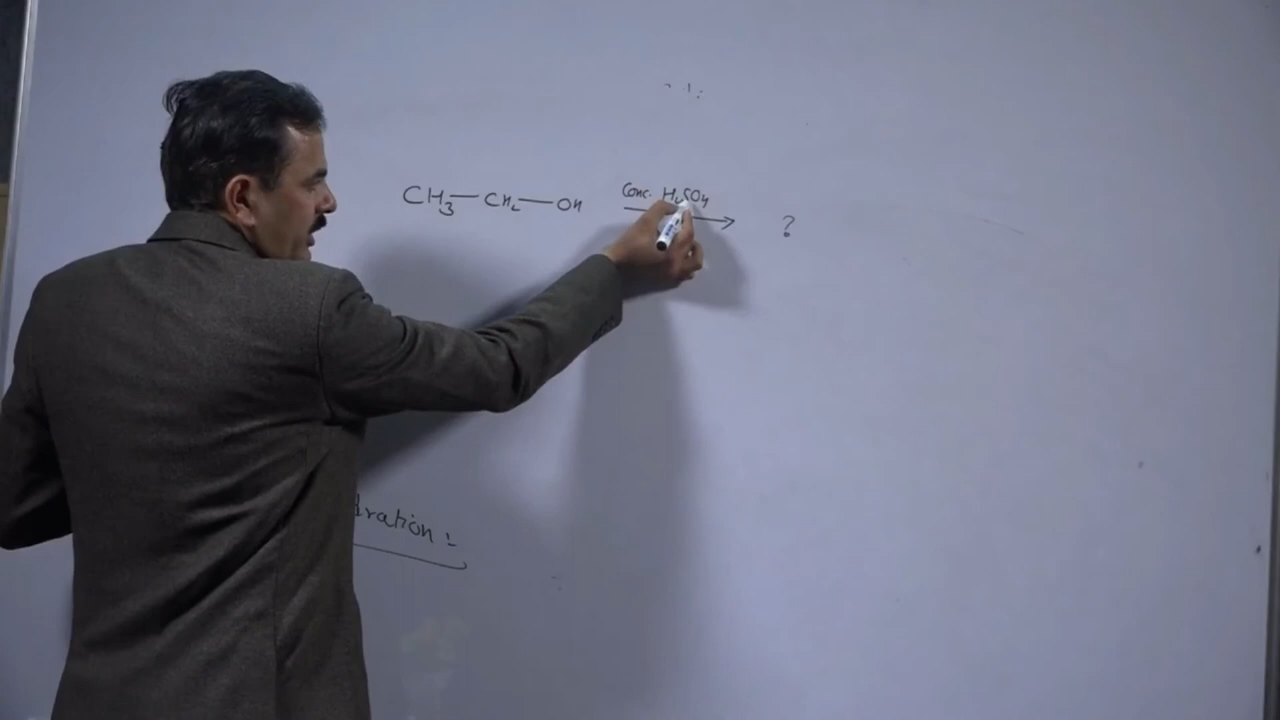 CH₃—CH₂—OH Conc. H₂SO₄ → ?
dration :-